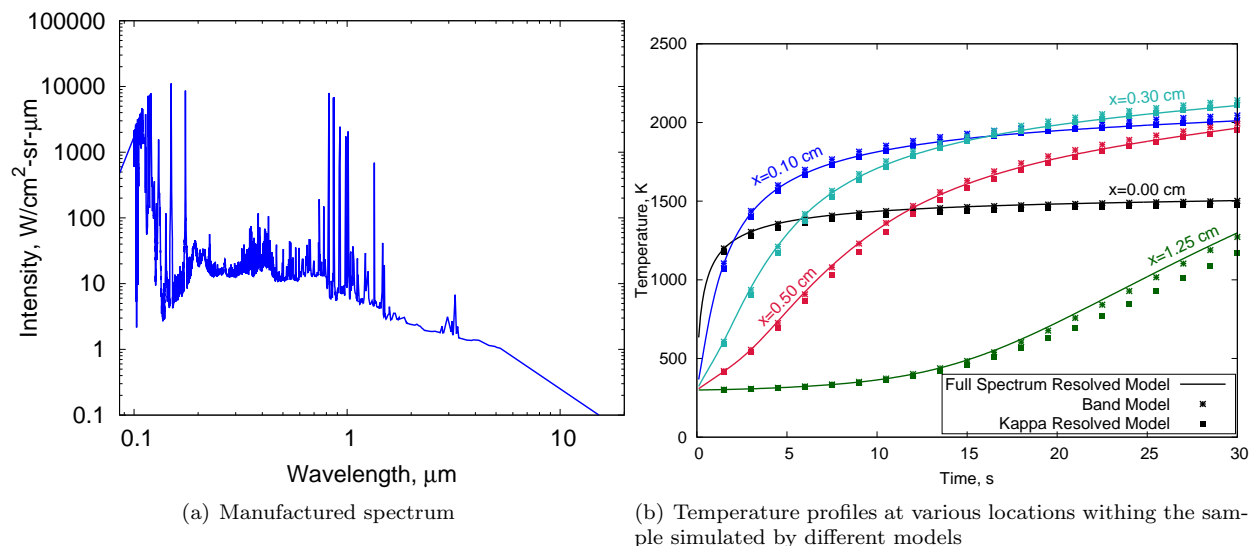 100000
10000
1000
100
10
1
0.1
Intensity, W/cm²-sr-μm
0.1
1
10
Wavelength, μm
(a) Manufactured spectrum
2500
2000
1500
1000
500
0
Temperature, K
x=0.30 cm
x=0.10 cm
x=0.00 cm
x=0.50 cm
x=1.25 cm
Full Spectrum Resolved Model
Band Model
Kappa Resolved Model
0
5
10
15
20
25
30
Time, s
(b) Temperature profiles at various locations withing the sam-
ple simulated by different models